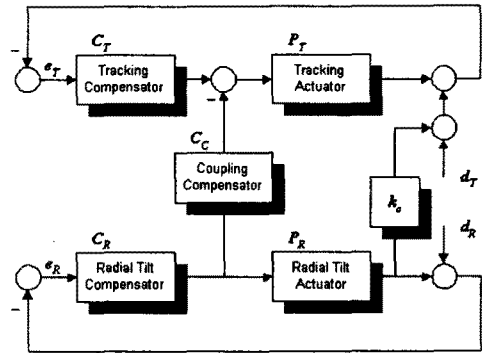 C_T
P_T
e_T
Tracking
Compensator
Tracking
Actuator
C_C
Coupling
Compensator
k_c
d_T
d_R
C_R
P_R
e_R
Radial Tilt
Compensator
Radial Tilt
Actuator